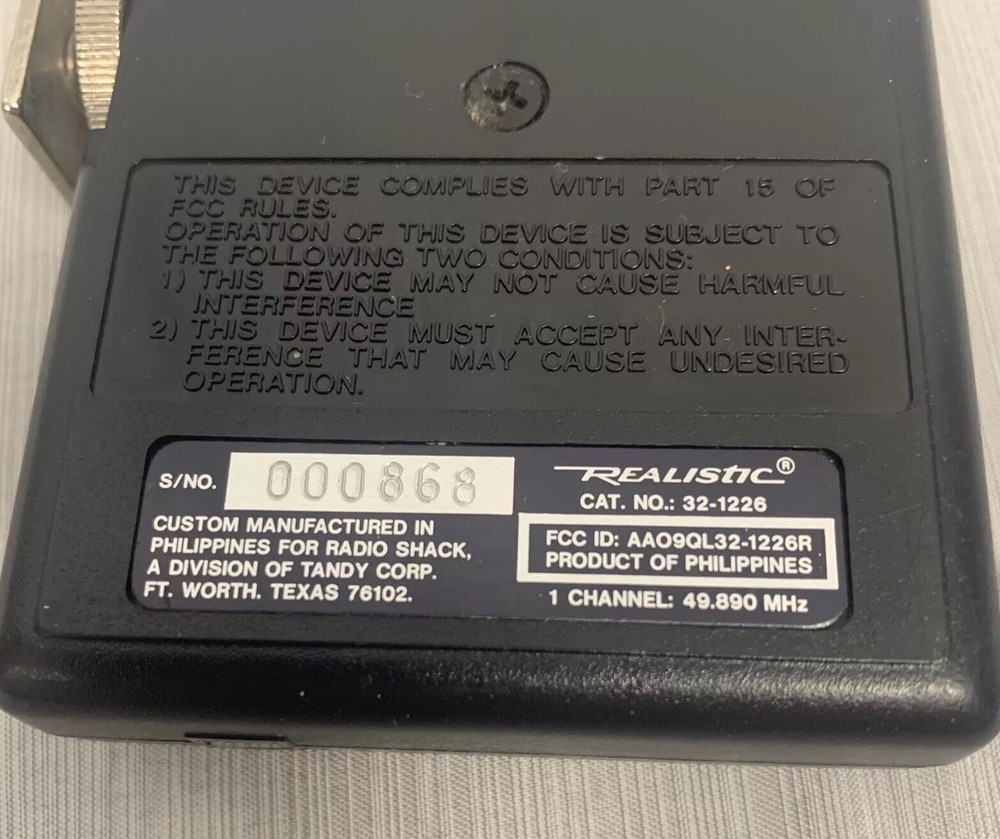 THIS DEVICE COMPLIES WITH PART 15 OF
FCC RULES.
OPERATION OF THIS DEVICE IS SUBJECT TO
THE FOLLOWING TWO CONDITIONS:
1) THIS DEVICE MAY NOT CAUSE HARMFUL
INTERFERENCE
2) THIS DEVICE MUST ACCEPT ANY INTER-
FERENCE THAT MAY CAUSE UNDESIRED
OPERATION.
S/NO. 000868
CUSTOM MANUFACTURED IN
PHILIPPINES FOR RADIO SHACK,
A DIVISION OF TANDY CORP.
FT. WORTH. TEXAS 76102.
REALISTIC®
CAT. NO.: 32-1226
FCC ID: AAO9QL32-1226R
PRODUCT OF PHILIPPINES
1 CHANNEL: 49.890 MHz